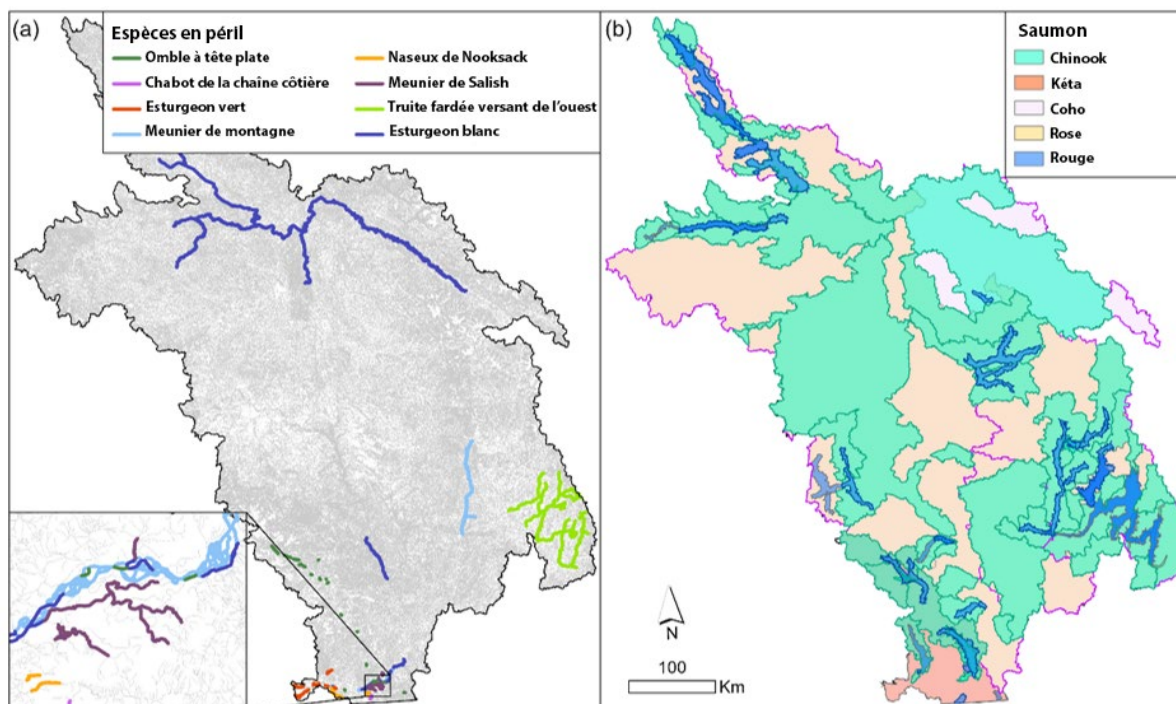 (a)
Espèces en péril
Omble à tête plate
Chabot de la chaîne côtière
Esturgeon vert
Meunier de montagne
Naseux de Nooksack
Meunier de Salish
Truite fardée versant de l'ouest
Esturgeon blanc
(b)
Saumon
Chinook
Kéta
Coho
Rose
Rouge
N
100
Km